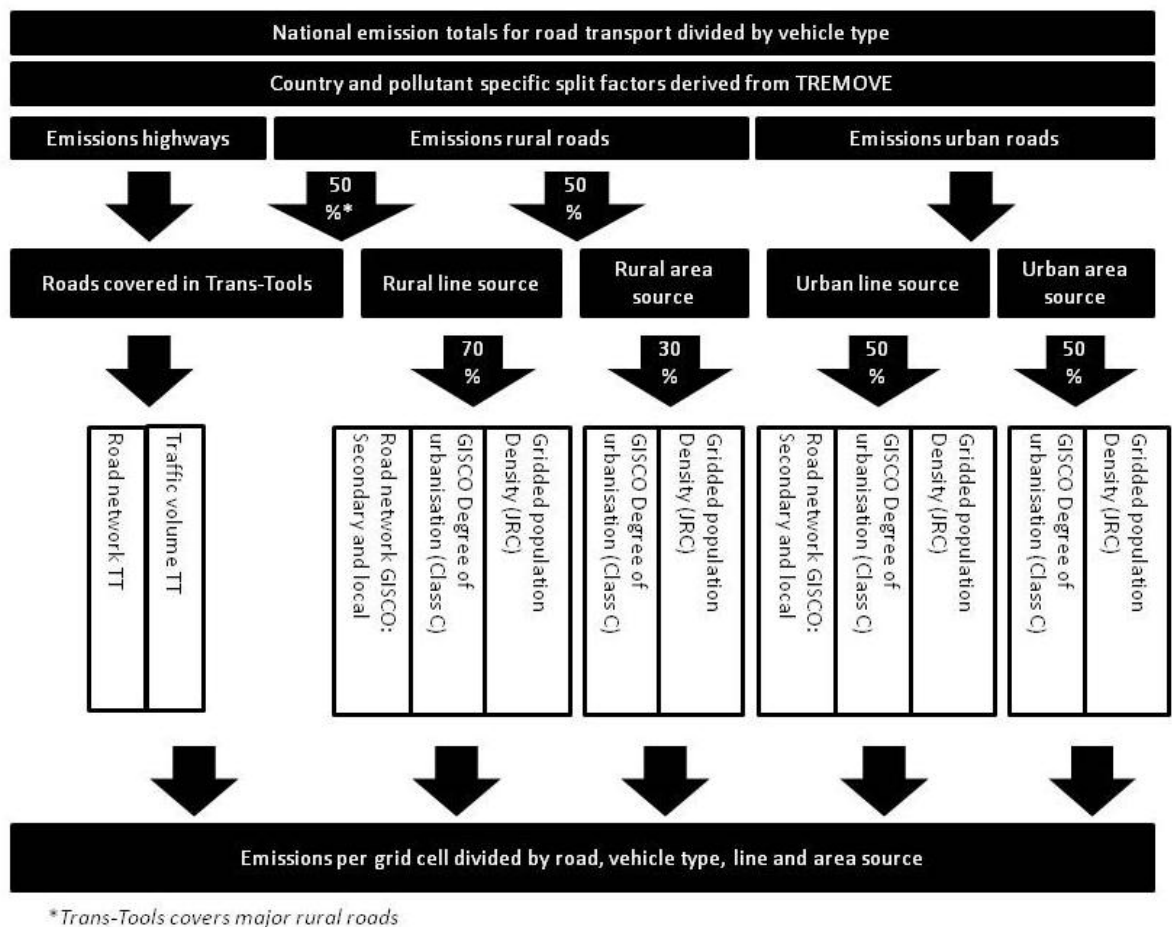 National emission totals for road transport divided by vehicle type
Country and pollutant specific split factors derived from TREMOVE
Emissions highways
Emissions rural roads
Emissions urban roads
50
%*
50
%
Roads covered in Trans-Tools
Rural line source
Rural area
source
Urban line source
Urban area
source
70
%
30
%
50
%
50
%
Road network TT
Traffic volume TT
Road network GISCO:
Secondary and local
GISCO Degree of
urbanisation (Class C)
Gridded population
Density (JRC)
GISCO Degree of
urbanisation (Class C)
Gridded population
Density (JRC)
Road network GISCO:
Secondary and local
GISCO Degree of
urbanisation (Class C)
Gridded population
Density (JRC)
GISCO Degree of
urbanisation (Class C)
Gridded population
Density (JRC)
Emissions per grid cell divided by road, vehicle type, line and area source
*Trans-Tools covers major rural roads